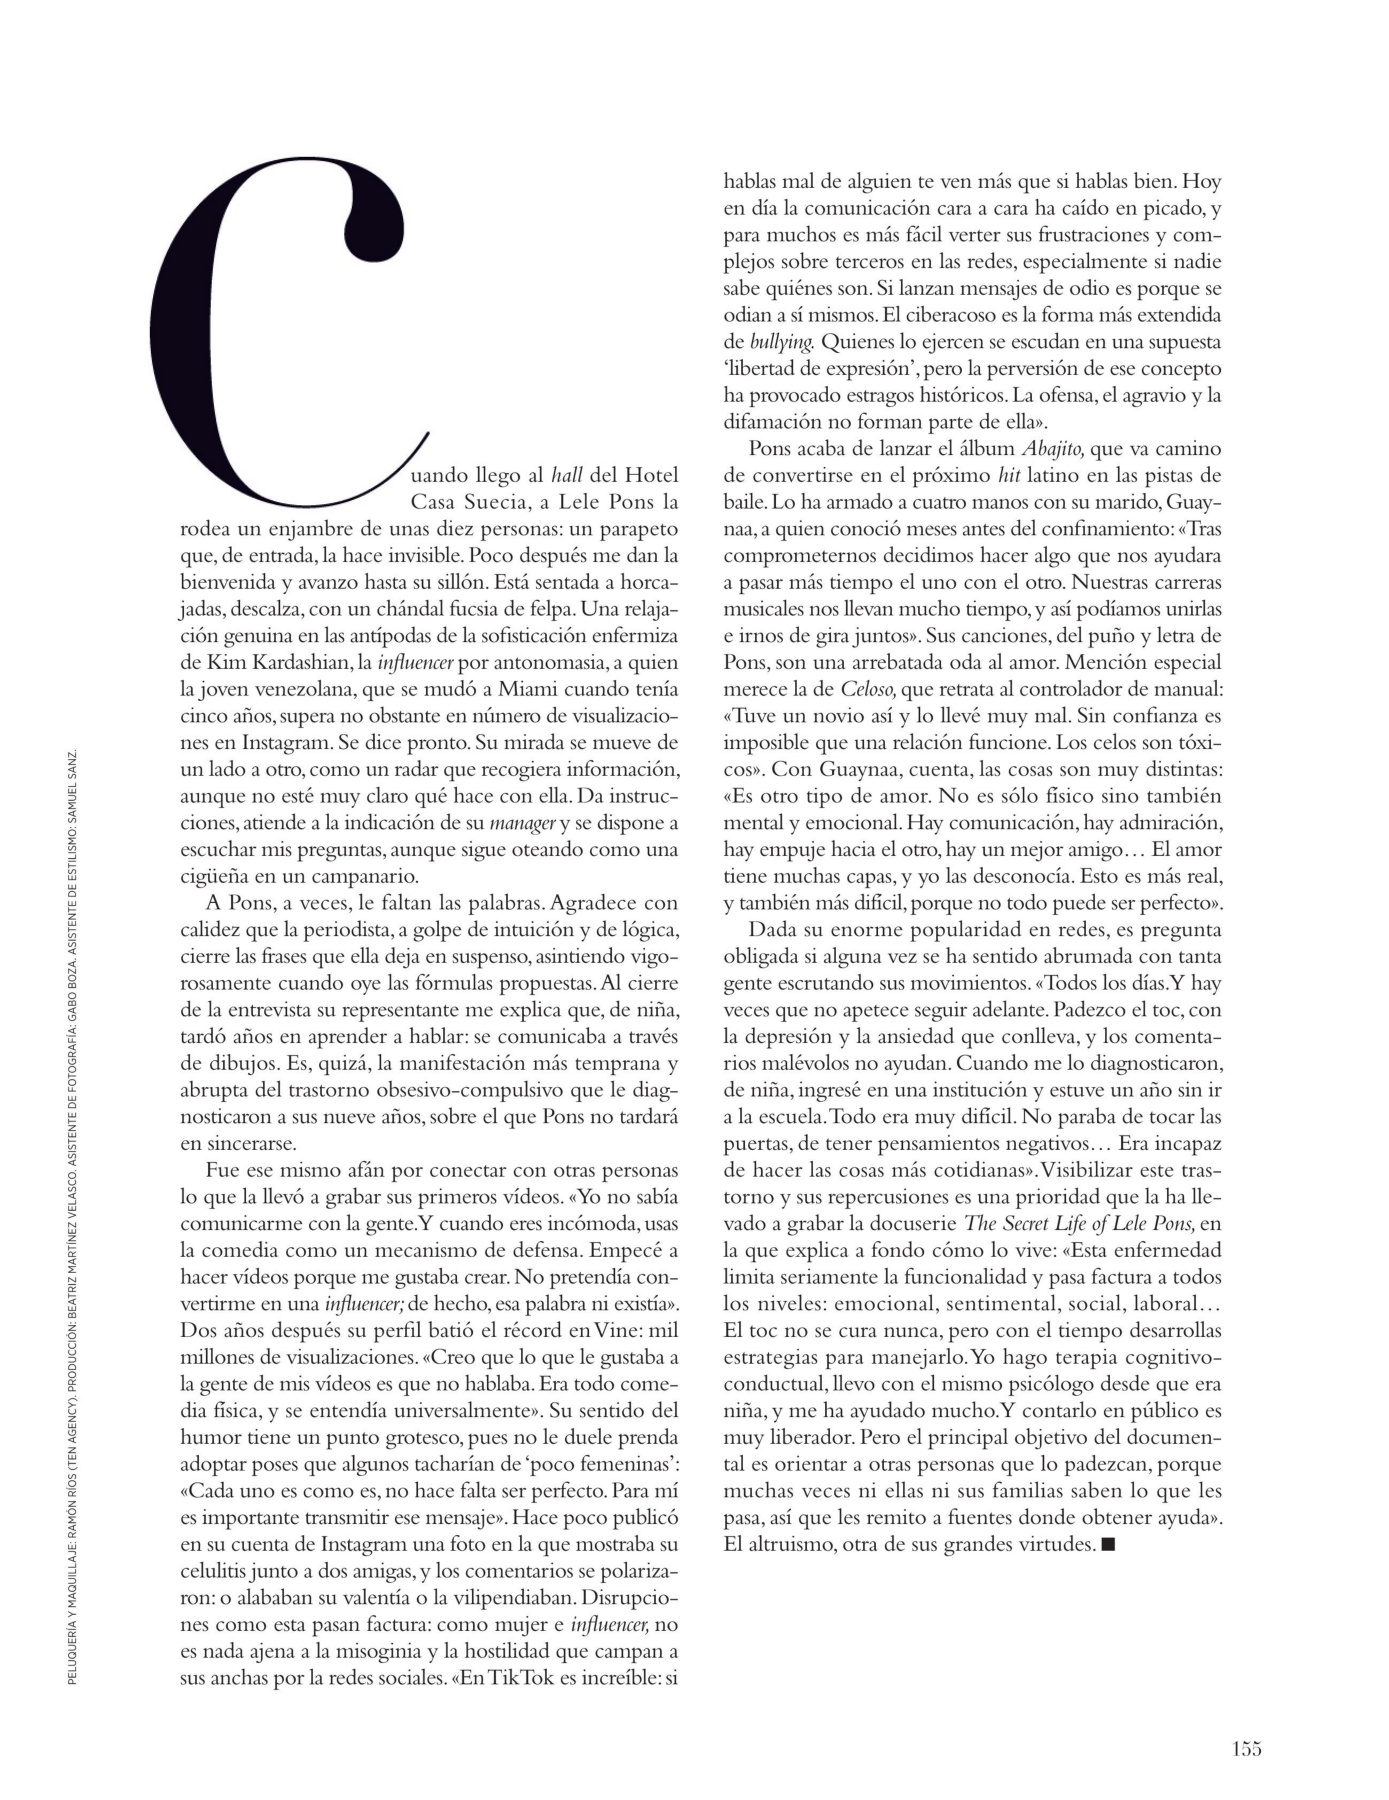 Cuando llego al hall del Hotel
Casa Suecia, a Lele Pons la
rodea un enjambre de unas diez personas: un parapeto
que, de entrada, la hace invisible. Poco después me dan la
bienvenida y avanzo hasta su sillón. Está sentada a horca-
jadas, descalza, con un chándal fucsia de felpa. Una relaja-
ción genuina en las antípodas de la sofisticación enfermiza
de Kim Kardashian, la influencer por antonomasia, a quien
la joven venezolana, que se mudó a Miami cuando tenía
cinco años, supera no obstante en número de visualizacio-
nes en Instagram. Se dice pronto. Su mirada se mueve de
un lado a otro, como un radar que recogiera información,
aunque no esté muy claro qué hace con ella. Da instruc-
ciones, atiende a la indicación de su manager y se dispone a
escuchar mis preguntas, aunque sigue oteando como una
cigüeña en un campanario.
A Pons, a veces, le faltan las palabras. Agradece con
calidez que la periodista, a golpe de intuición y de lógica,
cierre las frases que ella deja en suspenso, asintiendo vigo-
rosamente cuando oye las fórmulas propuestas. Al cierre
de la entrevista su representante me explica que, de niña,
tardó años en aprender a hablar: se comunicaba a través
de dibujos. Es, quizá, la manifestación más temprana y
abrupta del trastorno obsesivo-compulsivo que le diag-
nosticaron a sus nueve años, sobre el que Pons no tardará
en sincerarse.
Fue ese mismo afán por conectar con otras personas
lo que la llevó a grabar sus primeros vídeos. «Yo no sabía
comunicarme con la gente. Y cuando eres incómoda, usas
la comedia como un mecanismo de defensa. Empecé a
hacer vídeos porque me gustaba crear. No pretendía con-
vertirme en una influencer; de hecho, esa palabra ni existía».
Dos años después su perfil batió el récord en Vine: mil
millones de visualizaciones. «Creo que lo que le gustaba a
la gente de mis vídeos es que no hablaba. Era todo come-
dia física, y se entendía universalmente». Su sentido del
humor tiene un punto grotesco, pues no le duele prenda
adoptar poses que algunos tacharían de ‘poco femeninas’:
«Cada uno es como es, no hace falta ser perfecto. Para mí
es importante transmitir ese mensaje». Hace poco publicó
en su cuenta de Instagram una foto en la que mostraba su
celulitis junto a dos amigas, y los comentarios se polariza-
ron: o alababan su valentía o la vilipendiaban. Disrupcio-
nes como esta pasan factura: como mujer e influencer, no
es nada ajena a la misoginia y la hostilidad que campan a
sus anchas por la redes sociales. «En TikTok es increíble: si
hablas mal de alguien te ven más que si hablas bien. Hoy
en día la comunicación cara a cara ha caído en picado, y
para muchos es más fácil verter sus frustraciones y com-
plejos sobre terceros en las redes, especialmente si nadie
sabe quiénes son. Si lanzan mensajes de odio es porque se
odian a sí mismos. El ciberacoso es la forma más extendida
de bullying. Quienes lo ejercen se escudan en una supuesta
‘libertad de expresión’, pero la perversión de ese concepto
ha provocado estragos históricos. La ofensa, el agravio y la
difamación no forman parte de ella».
Pons acaba de lanzar el álbum Abajito, que va camino
de convertirse en el próximo hit latino en las pistas de
baile. Lo ha armado a cuatro manos con su marido, Guay-
naa, a quien conoció meses antes del confinamiento: «Tras
comprometernos decidimos hacer algo que nos ayudara
a pasar más tiempo el uno con el otro. Nuestras carreras
musicales nos llevan mucho tiempo, y así podíamos unirlas
e irnos de gira juntos». Sus canciones, del puño y letra de
Pons, son una arrebatada oda al amor. Mención especial
merece la de Celoso, que retrata al controlador de manual:
«Tuve un novio así y lo llevé muy mal. Sin confianza es
imposible que una relación funcione. Los celos son tóxi-
cos». Con Guaynaa, cuenta, las cosas son muy distintas:
«Es otro tipo de amor. No es sólo físico sino también
mental y emocional. Hay comunicación, hay admiración,
hay empuje hacia el otro, hay un mejor amigo… El amor
tiene muchas capas, y yo las desconocía. Esto es más real,
y también más difícil, porque no todo puede ser perfecto».
Dada su enorme popularidad en redes, es pregunta
obligada si alguna vez se ha sentido abrumada con tanta
gente escrutando sus movimientos. «Todos los días. Y hay
veces que no apetece seguir adelante. Padezco el toc, con
la depresión y la ansiedad que conlleva, y los comenta-
rios malévolos no ayudan. Cuando me lo diagnosticaron,
de niña, ingresé en una institución y estuve un año sin ir
a la escuela. Todo era muy difícil. No paraba de tocar las
puertas, de tener pensamientos negativos… Era incapaz
de hacer las cosas más cotidianas». Visibilizar este tras-
torno y sus repercusiones es una prioridad que la ha lle-
vado a grabar la docuserie The Secret Life of Lele Pons, en
la que explica a fondo cómo lo vive: «Esta enfermedad
limita seriamente la funcionalidad y pasa factura a todos
los niveles: emocional, sentimental, social, laboral…
El toc no se cura nunca, pero con el tiempo desarrollas
estrategias para manejarlo. Yo hago terapia cognitivo-
conductual, llevo con el mismo psicólogo desde que era
niña, y me ha ayudado mucho. Y contarlo en público es
muy liberador. Pero el principal objetivo del documen-
tal es orientar a otras personas que lo padezcan, porque
muchas veces ni ellas ni sus familias saben lo que les
pasa, así que les remito a fuentes donde obtener ayuda».
El altruismo, otra de sus grandes virtudes. ■
PELUQUERÍA Y MAQUILLAJE: RAMÓN RÍOS (TEN AGENCY). PRODUCCIÓN: BEATRIZ MARTÍNEZ VELASCO. ASISTENTE DE FOTOGRAFÍA: GABO BOZA. ASISTENTE DE ESTILISMO: SAMUEL SANZ.
155